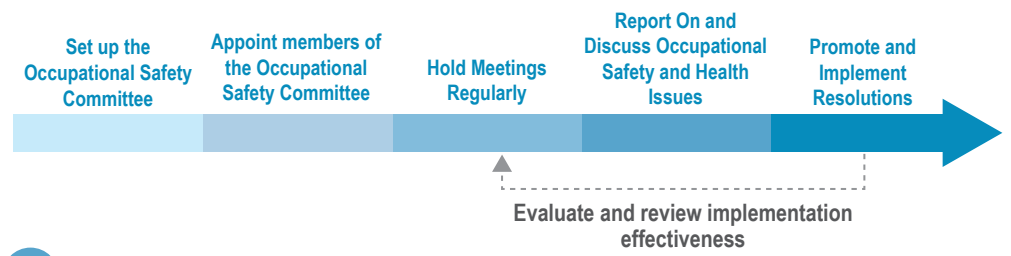 Set up the
Occupational Safety
Committee
Appoint members of
the Occupational
Safety Committee
Hold Meetings
Regularly
Report On and
Discuss Occupational
Safety and Health
Issues
Promote and
Implement
Resolutions
Evaluate and review implementation
effectiveness